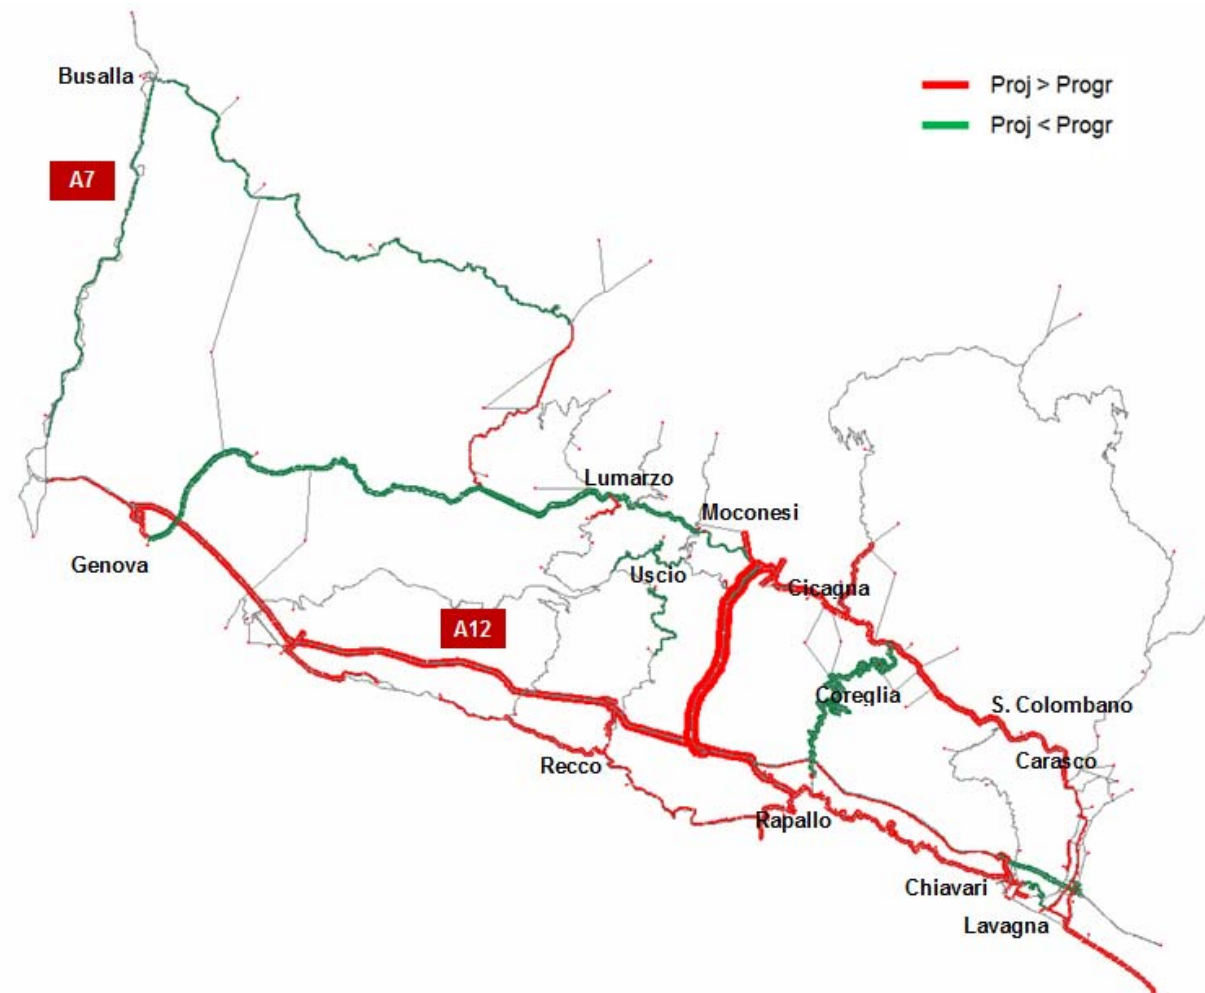 Busalla
Proj > Progr
Proj < Progr
A7
Lumarzo
Moconesi
Genova
Uscio
Cicagna
A12
Coreglia
S. Colombano
Recco
Carasco
Rapallo
Chiavari
Lavagna